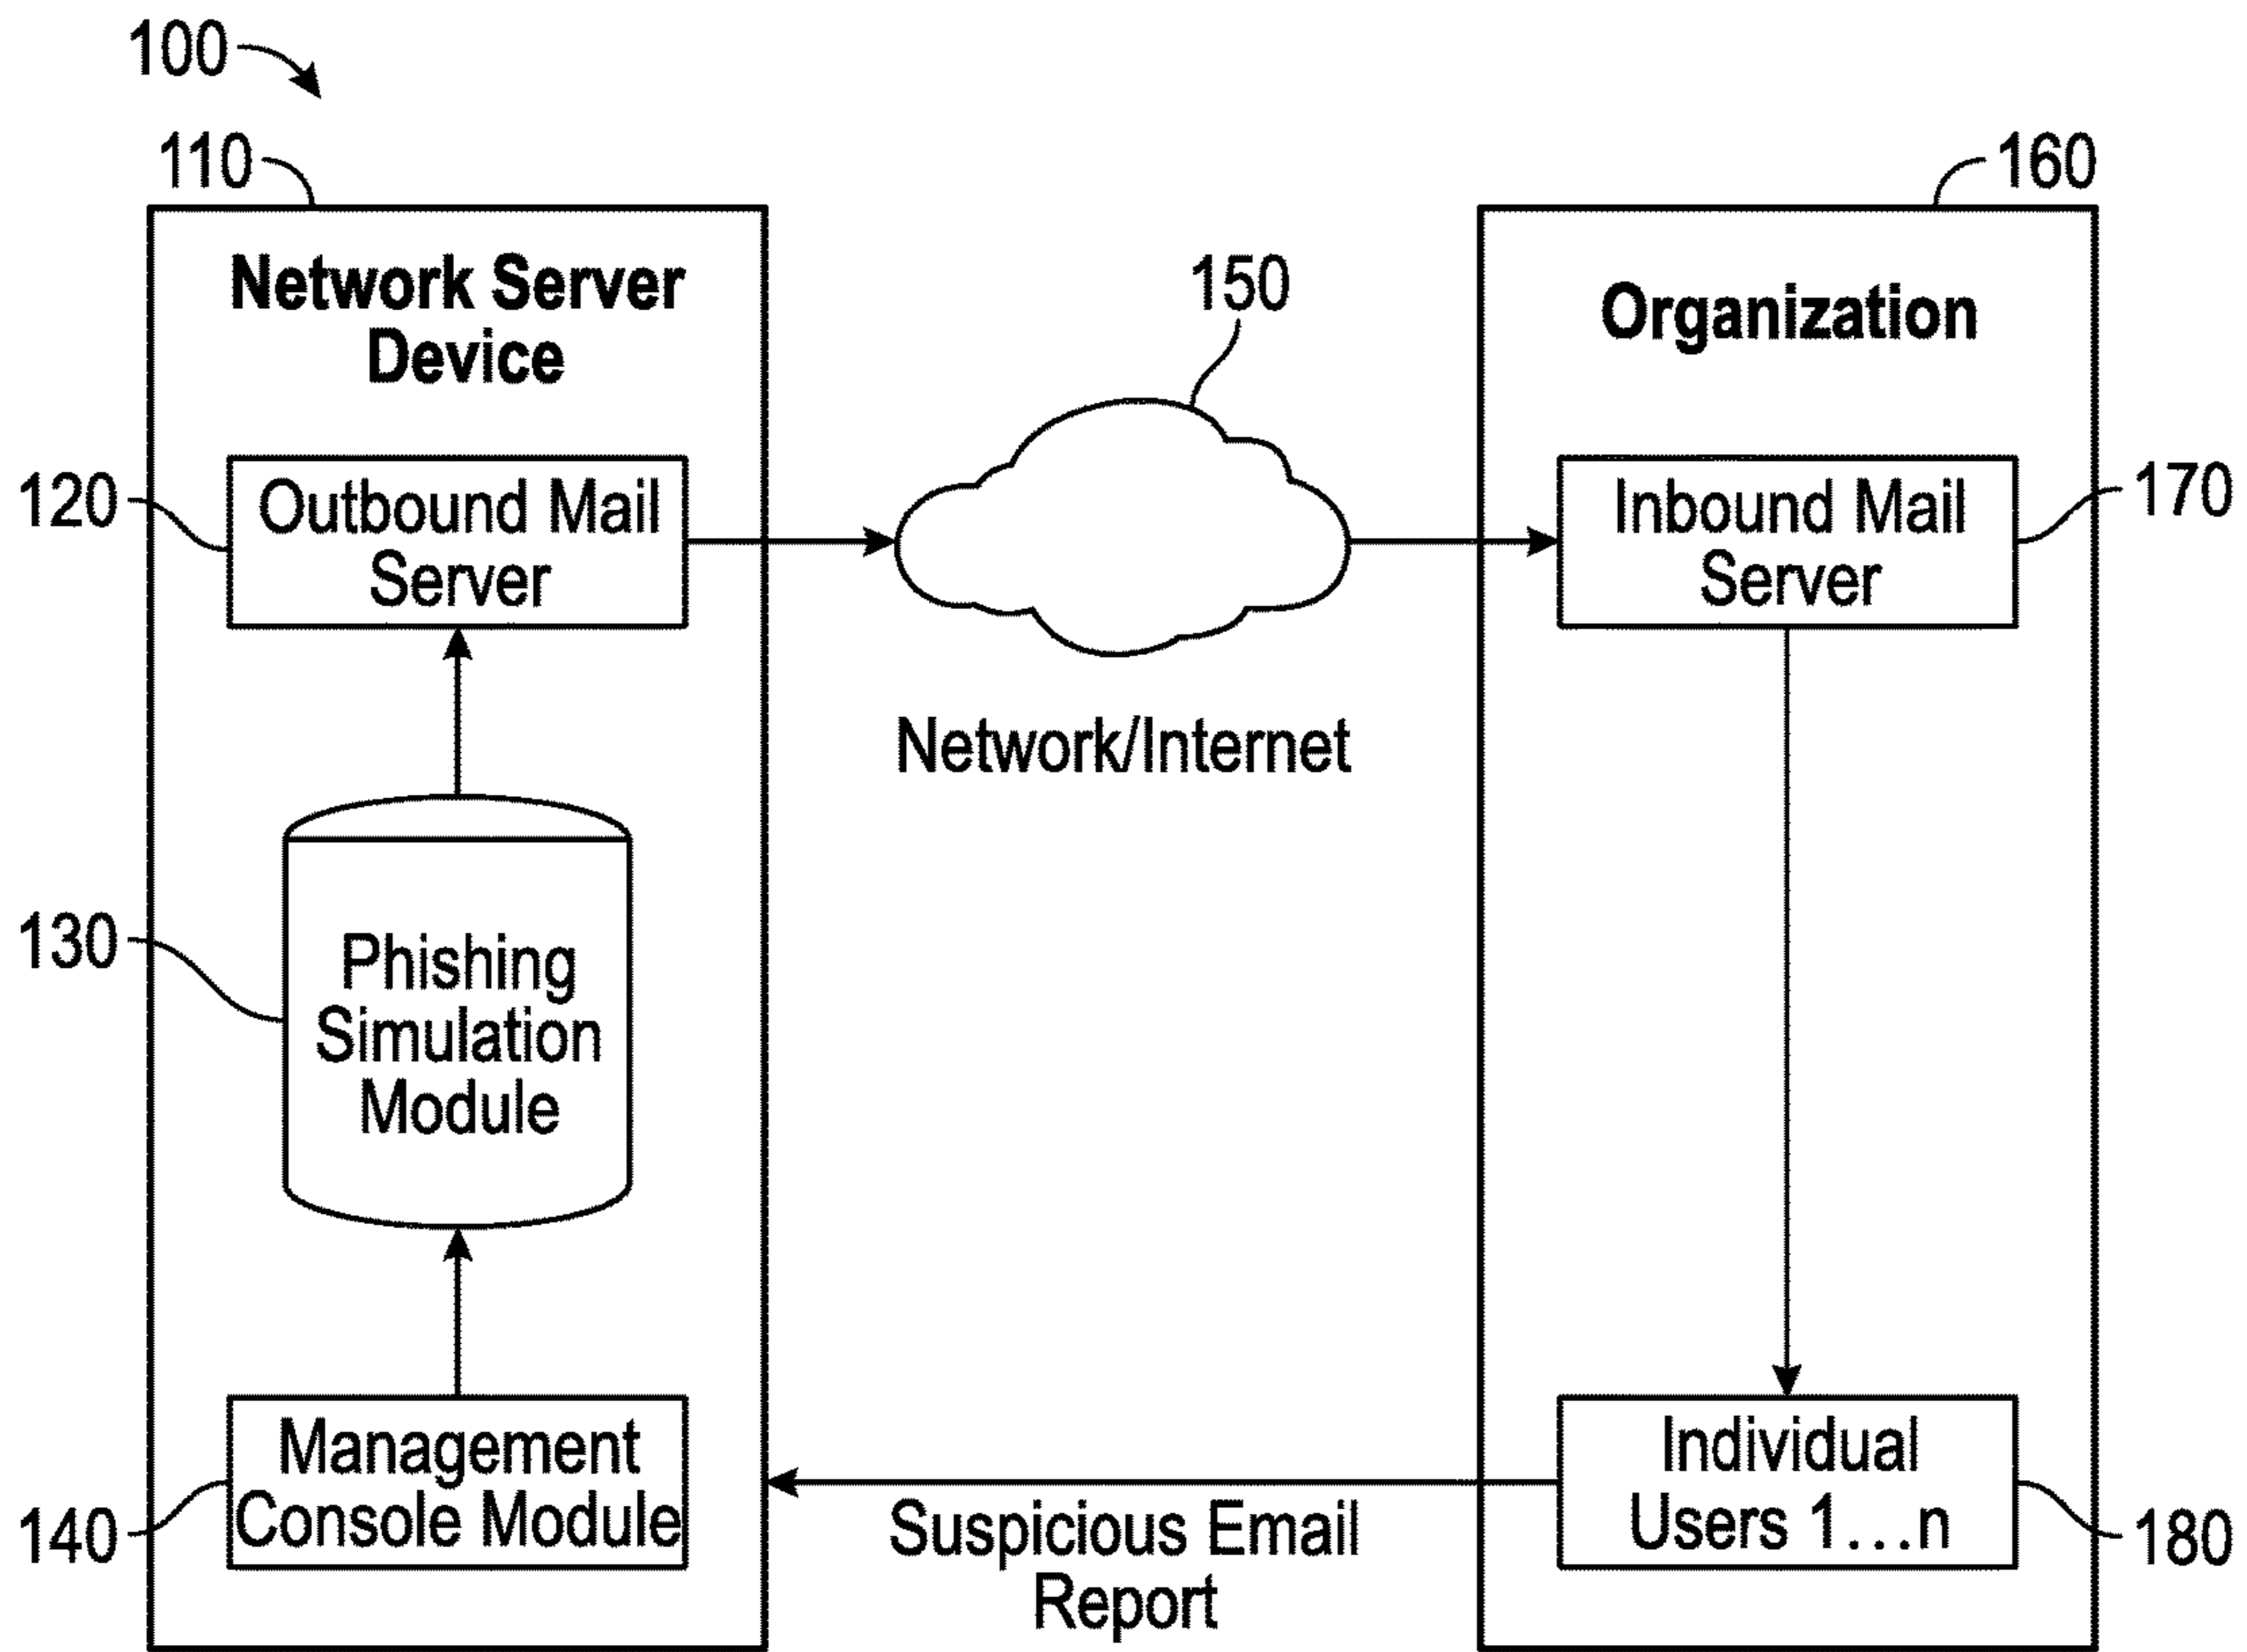 100
110
160
Network Server
Device
150
Organization
120
Outbound Mail
Server
Inbound Mail
Server
170
Network/Internet
130
Phishing
Simulation
Module
140
Management
Console Module
Suspicious Email
Report
Individual
Users 1...n
180